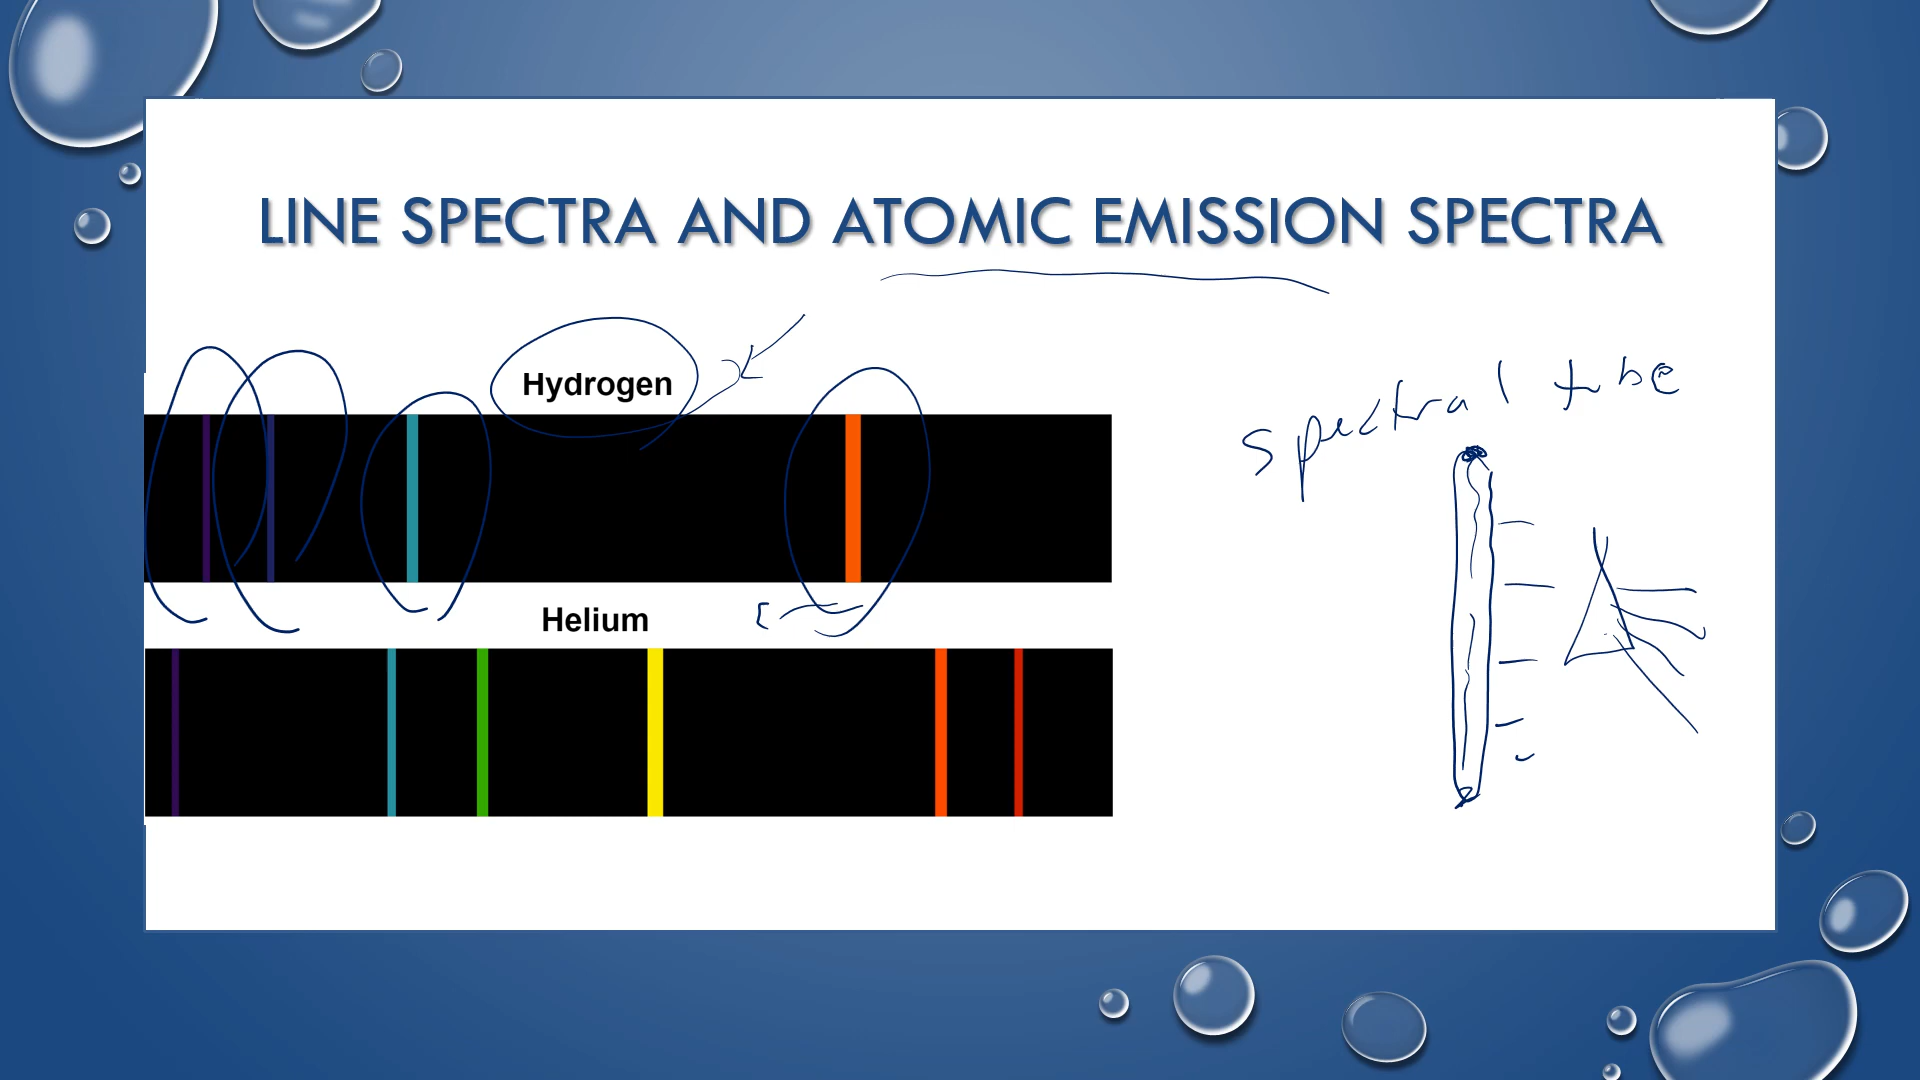 LINE SPECTRA AND ATOMIC EMISSION SPECTRA
Hydrogen
spectral tube
Helium